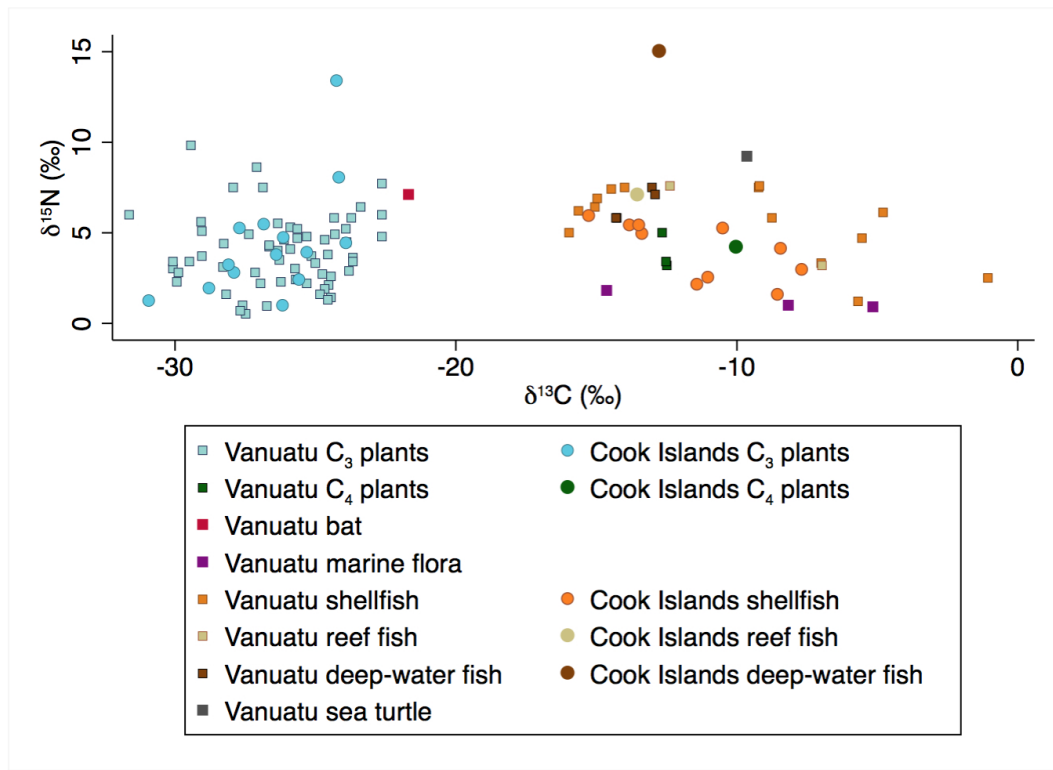 15
10
5
0
δ¹⁵N (‰)
-30
-20
-10
0
δ¹³C (‰)
Vanuatu C₃ plants
Cook Islands C₃ plants
Vanuatu C₄ plants
Cook Islands C₄ plants
Vanuatu bat
Vanuatu marine flora
Vanuatu shellfish
Cook Islands shellfish
Vanuatu reef fish
Cook Islands reef fish
Vanuatu deep-water fish
Cook Islands deep-water fish
Vanuatu sea turtle